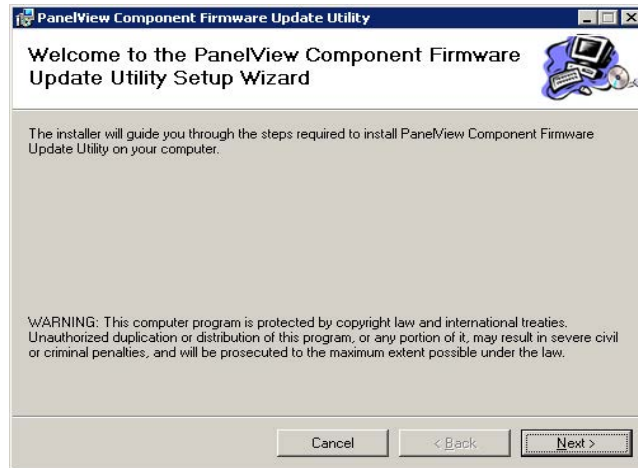 PanelView Component Firmware Update Utility
Welcome to the PanelView Component Firmware
Update Utility Setup Wizard
The installer will guide you through the steps required to install PanelView Component Firmware
Update Utility on your computer.
WARNING: This computer program is protected by copyright law and international treaties.
Unauthorized duplication or distribution of this program, or any portion of it, may result in severe civil
or criminal penalties, and will be prosecuted to the maximum extent possible under the law.
Cancel < Back Next >